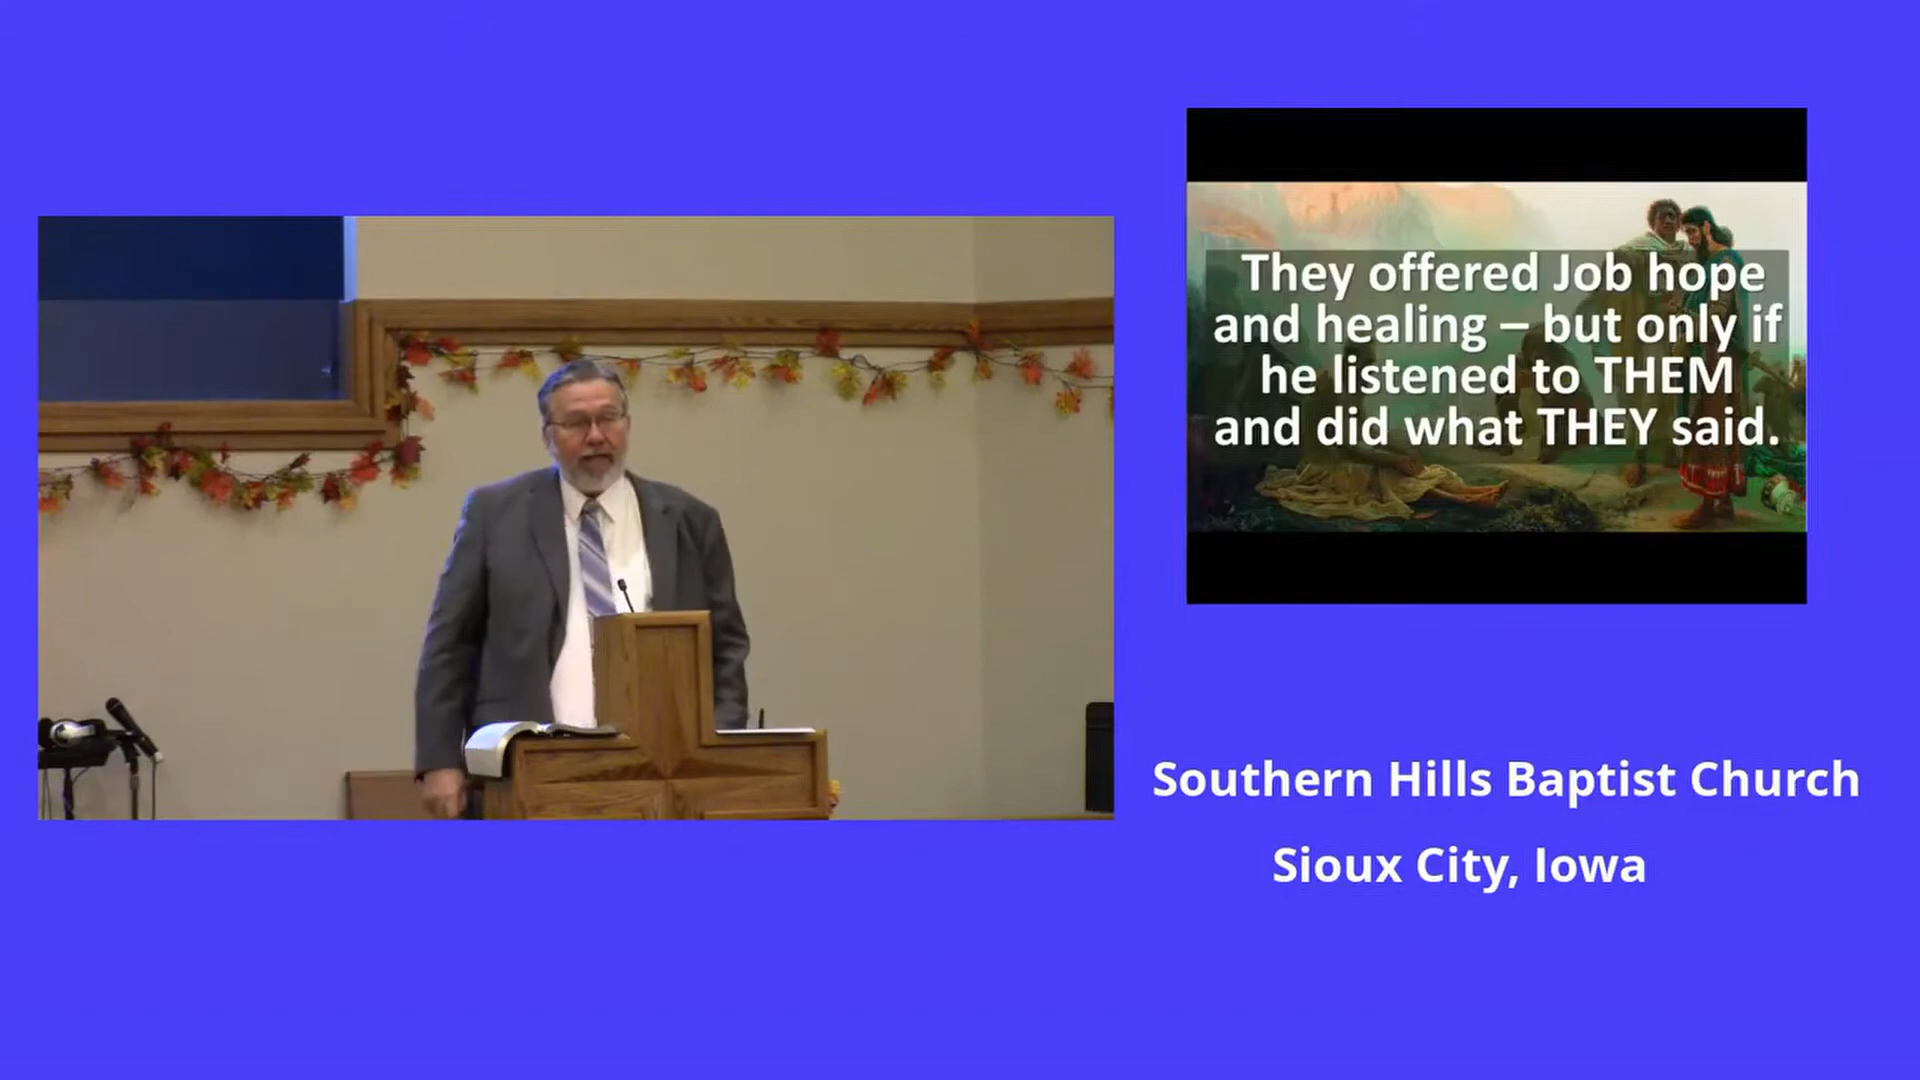 They offered Job hope
and healing – but only if
he listened to THEM
and did what THEY said.
Southern Hills Baptist Church
Sioux City, Iowa